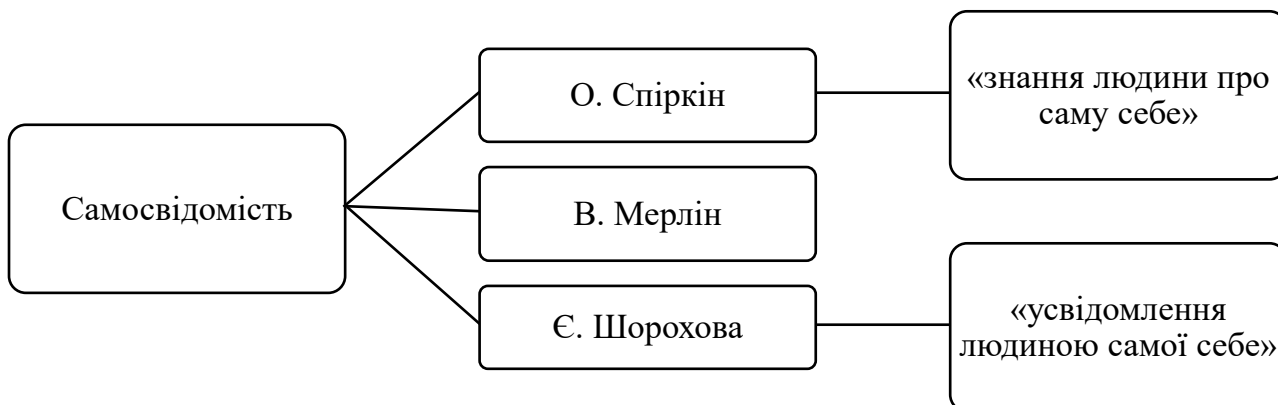 Самосвідомість
О. Спіркін
«знання людини про
саму себе»
В. Мерлін
Є. Шорохова
«усвідомлення
людиною самої себе»